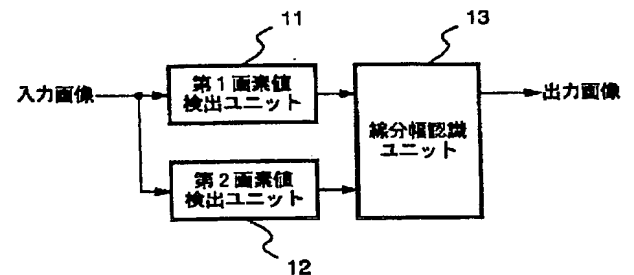 11
13
入力画像
第1画素値
検出ユニット
線分幅認識
ユニット
出力画像
第2画素値
検出ユニット
12